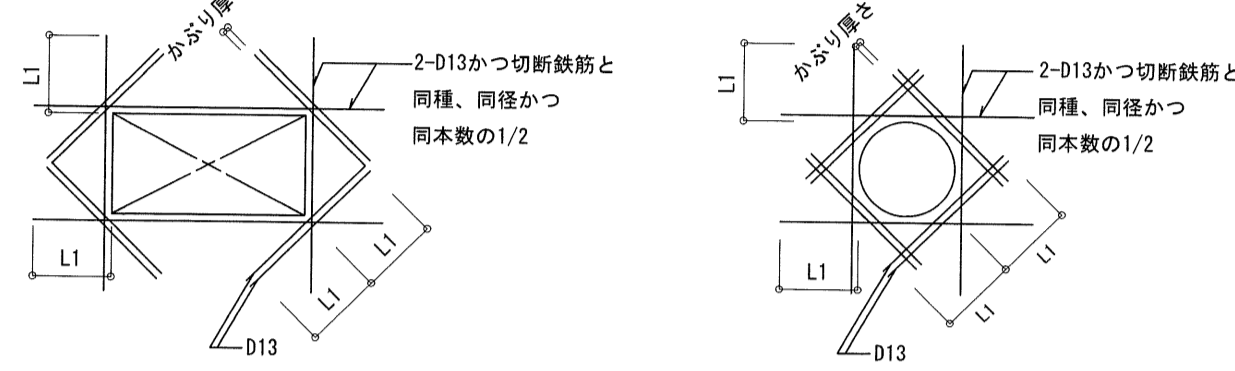 かぶり厚さ
L1
2-D13かつ切断鉄筋と
同種、同径かつ
同本数の1/2
L1
L1
L1
D13
かぶり厚さ
L1
2-D13かつ切断鉄筋と
同種、同径かつ
同本数の1/2
L1
L1
L1
D13